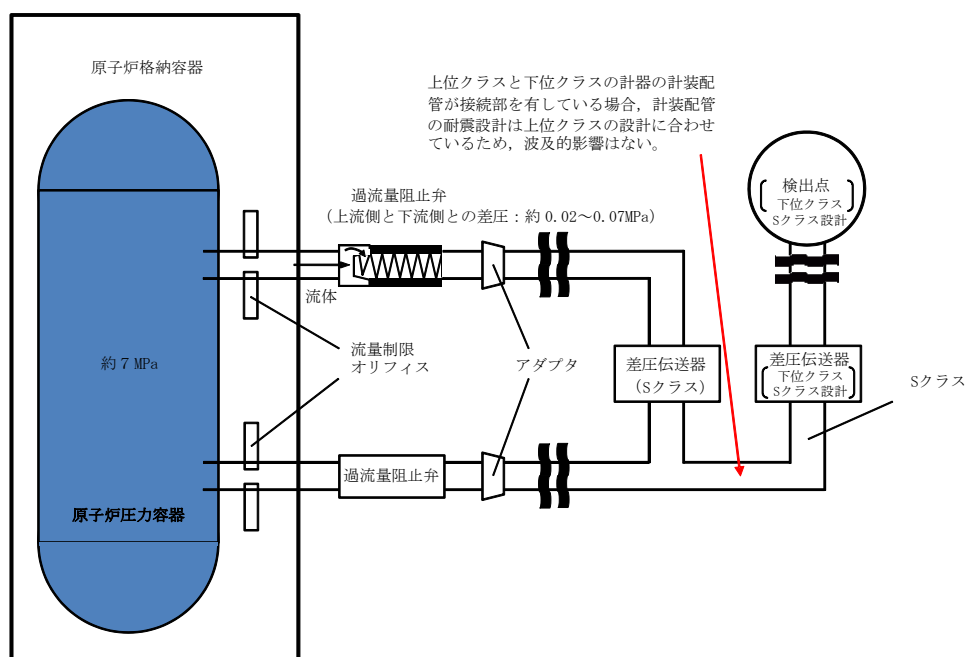 原子炉格納容器
上位クラスと下位クラスの計器の計装配
管が接続部を有している場合，計装配管
の耐震設計は上位クラスの設計に合わせ
ているため，波及的影響はない。
過流量阻止弁
（上流側と下流側との差圧：約 0.02～0.07MPa）
検出点
下位クラス
Sクラス設計
流体
約７MPa
流量制限
オリフィス
アダプタ
差圧伝送器
（Sクラス）
差圧伝送器
下位クラス
Sクラス設計
Sクラス
過流量阻止弁
原子炉圧力容器